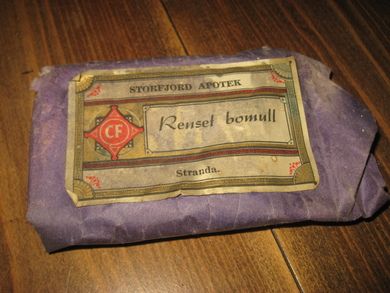 STORFJORD APOTEK
CF
Renset bomull
Stranda.